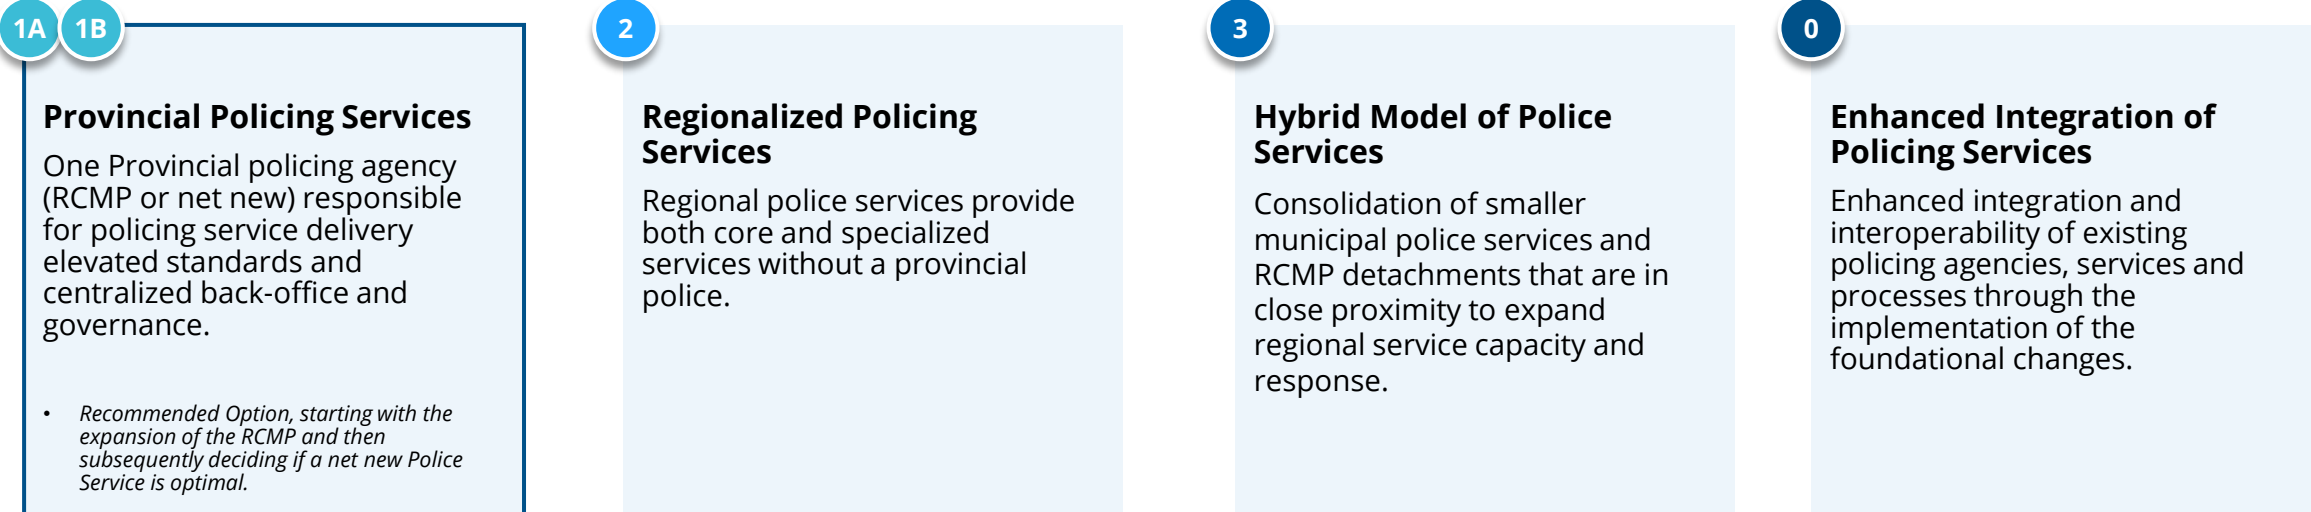 1A 1B
Provincial Policing Services
One Provincial policing agency
(RCMP or net new) responsible
for policing service delivery
elevated standards and
centralized back-office and
governance.
• Recommended Option, starting with the
expansion of the RCMP and then
subsequently deciding if a net new Police
Service is optimal.
2
Regionalized Policing
Services
Regional police services provide
both core and specialized
services without a provincial
police.
3
Hybrid Model of Police
Services
Consolidation of smaller
municipal police services and
RCMP detachments that are in
close proximity to expand
regional service capacity and
response.
0
Enhanced Integration of
Policing Services
Enhanced integration and
interoperability of existing
policing agencies, services and
processes through the
implementation of the
foundational changes.